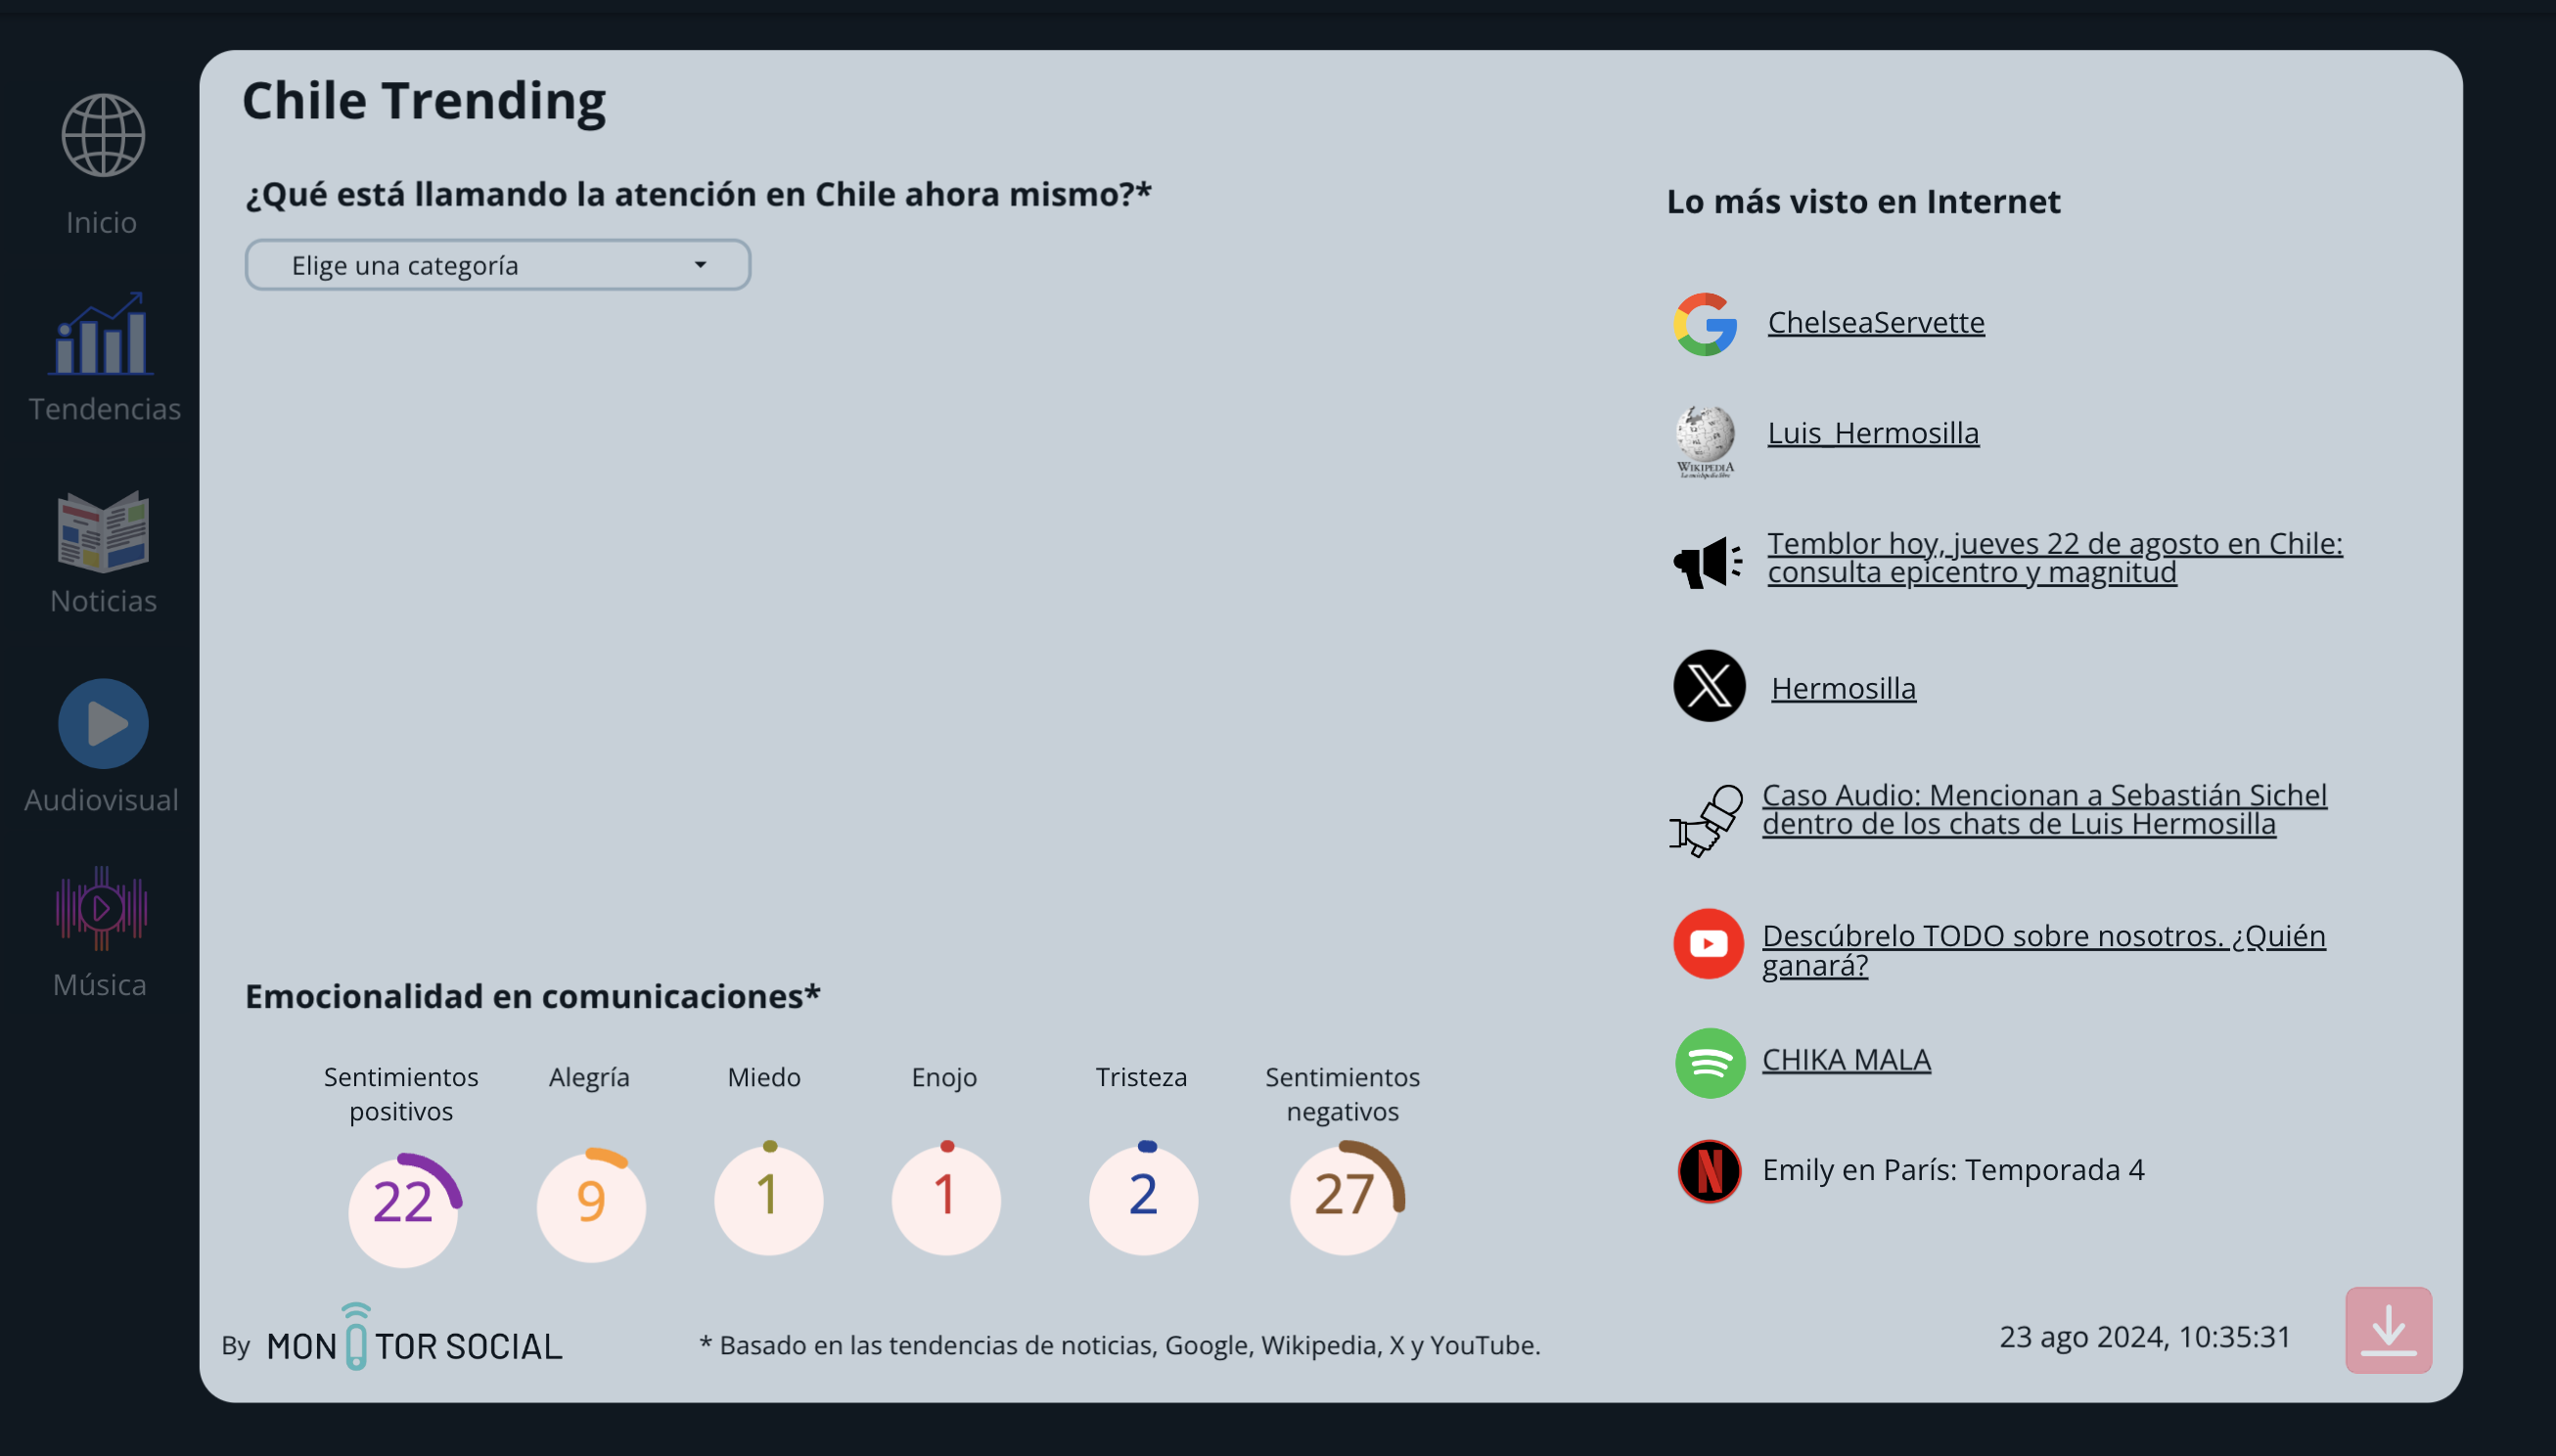 Chile Trending
Inicio
Tendencias
Noticias
Audiovisual
Música
¿Qué está llamando la atención en Chile ahora mismo?*
Elige una categoría
Emocionalidad en comunicaciones*
Sentimientos
positivos
22
Alegría
9
Miedo
1
Enojo
1
Tristeza
2
Sentimientos
negativos
27
Lo más visto en Internet
ChelseaServette
WIKIPEDIA
La enciclopedia libre
Luis_Hermosilla
Temblor hoy, jueves 22 de agosto en Chile:
consulta epicentro y magnitud
Hermosilla
Caso Audio: Mencionan a Sebastián Sichel
dentro de los chats de Luis Hermosilla
Descúbrelo TODO sobre nosotros. ¿Quién
ganará?
CHIKA MALA
Emily en París: Temporada 4
By MONITOR SOCIAL
* Basado en las tendencias de noticias, Google, Wikipedia, X y YouTube.
23 ago 2024, 10:35:31